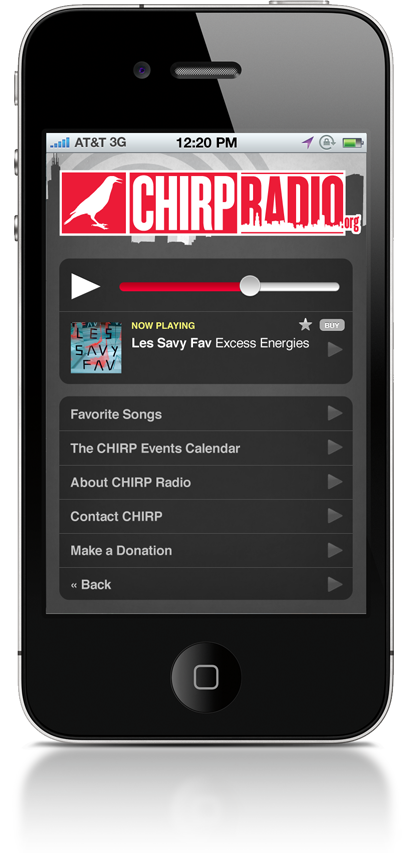 AT&T 3G 12:20 PM
CHIRP RADIO.org
NOW PLAYING BUY
Les Savy Fav Excess Energies
LES
SAVY
FAV
Favorite Songs
The CHIRP Events Calendar
About CHIRP Radio
Contact CHIRP
Make a Donation
« Back